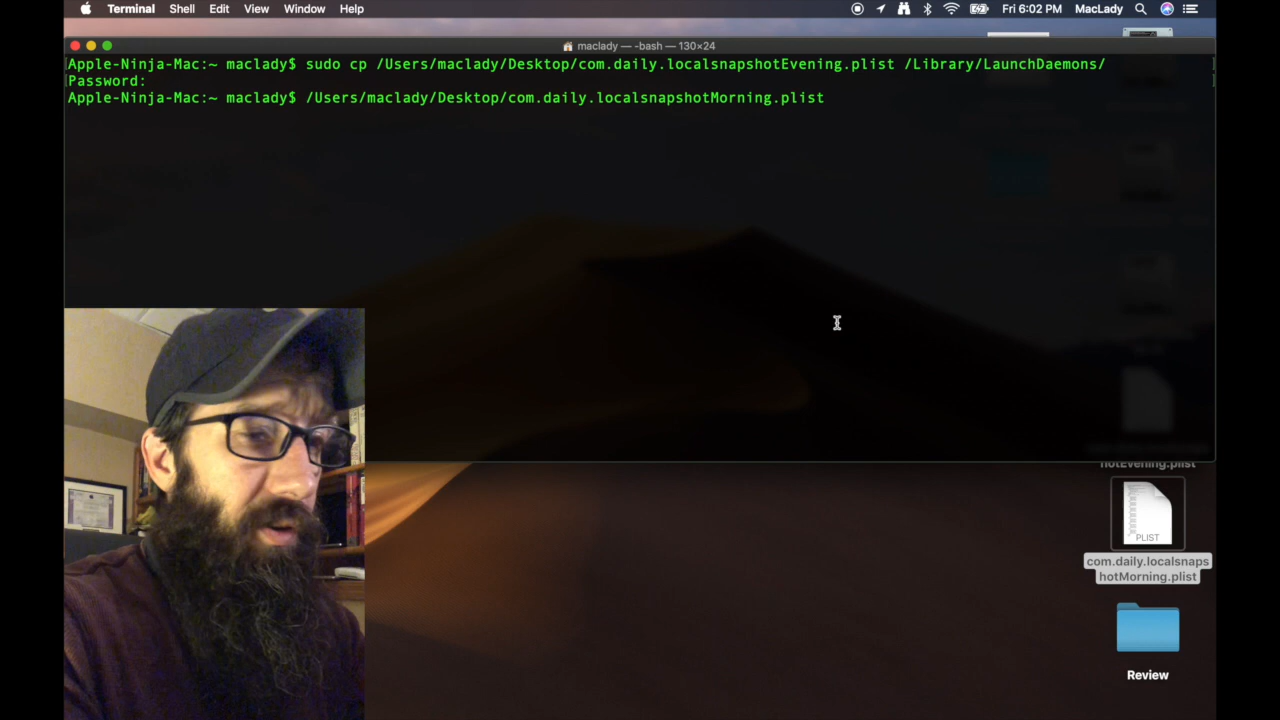 Terminal Shell Edit View Window Help Fri 6:02 PM MacLady
maclady — -bash — 130×24
Apple-Ninja-Mac:~ maclady$ sudo cp /Users/maclady/Desktop/com.daily.localsnapshotEvening.plist /Library/LaunchDaemons/
Password:
Apple-Ninja-Mac:~ maclady$ /Users/maclady/Desktop/com.daily.localsnapshotMorning.plist
hotEvening.plist
PLIST
com.daily.localsnaps
hotMorning.plist
Review